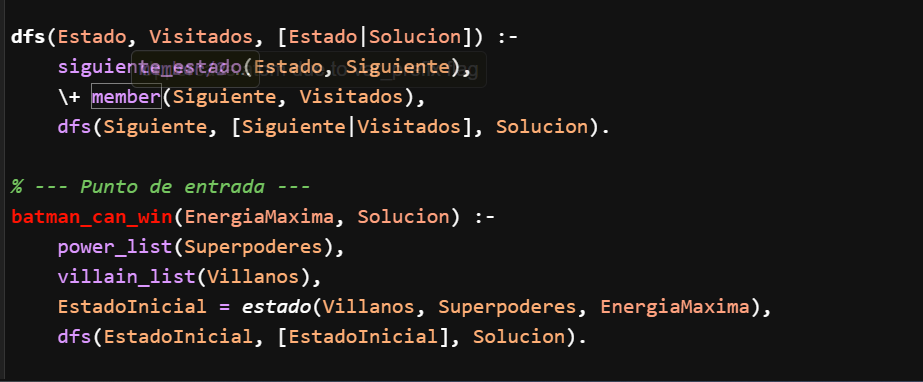 dfs(Estado, Visitados, [Estado|Solucion]) :-
    siguiente_estado(Estado, Siguiente),
    \+ member(Siguiente, Visitados),
    dfs(Siguiente, [Siguiente|Visitados], Solucion).
% --- Punto de entrada ---
batman_can_win(EnergiaMaxima, Solucion) :-
    power_list(Superpoderes),
    villain_list(Villanos),
    EstadoInicial = estado(Villanos, Superpoderes, EnergiaMaxima),
    dfs(EstadoInicial, [EstadoInicial], Solucion).